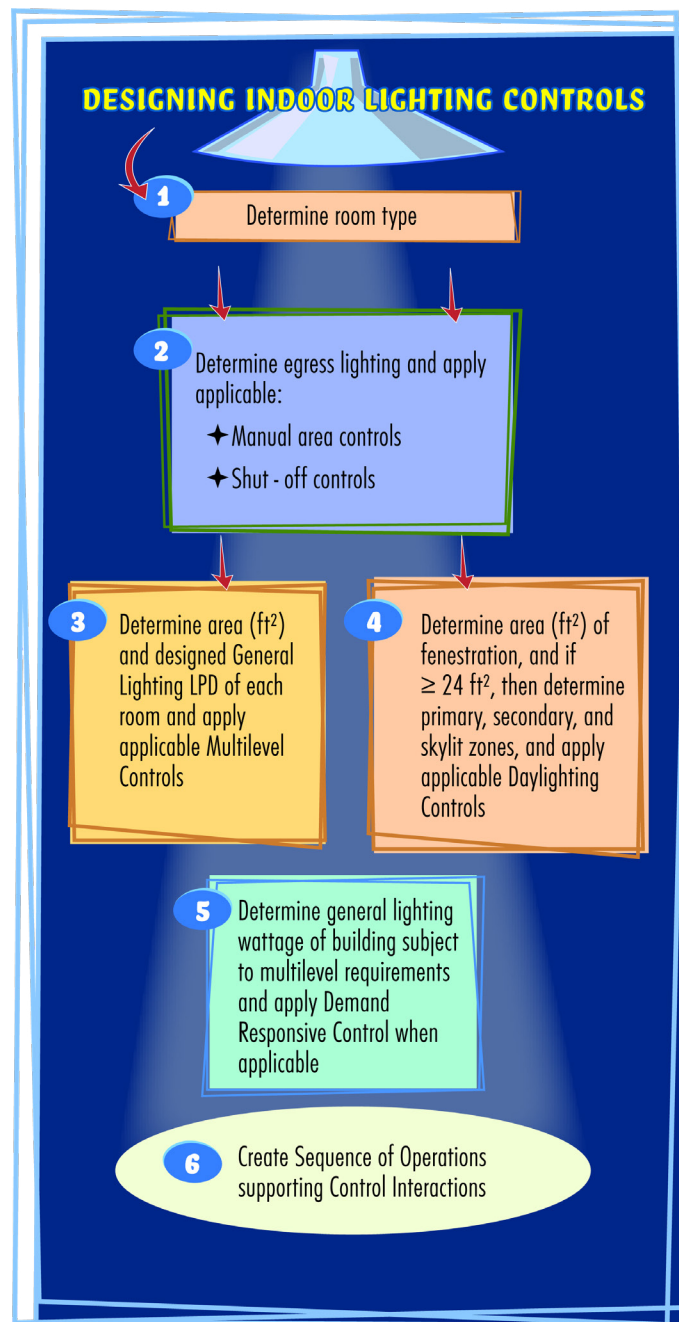 DESIGNING INDOOR LIGHTING CONTROLS
1
Determine room type
2
Determine egress lighting and apply
applicable:
Manual area controls
Shut - off controls
3
Determine area (ft²)
and designed General
Lighting LPD of each
room and apply
applicable Multilevel
Controls
4
Determine area (ft²) of
fenestration, and if
≥ 24 ft², then determine
primary, secondary, and
skylit zones, and apply
applicable Daylighting
Controls
5
Determine general lighting
wattage of building subject
to multilevel requirements
and apply Demand
Responsive Control when
applicable
6
Create Sequence of Operations
supporting Control Interactions